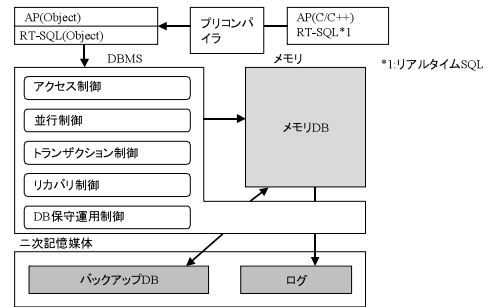 AP(Object)
RT-SQL(Object)
プリコンパ
イラ
AP(C/C++)
RT-SQL*1
*1:リアルタイムSQL
DBMS
メモリ
アクセス制御
並行制御
トランザクション制御
リカバリ制御
DB保守運用制御
メモリDB
二次記憶媒体
バックアップDB
ログ